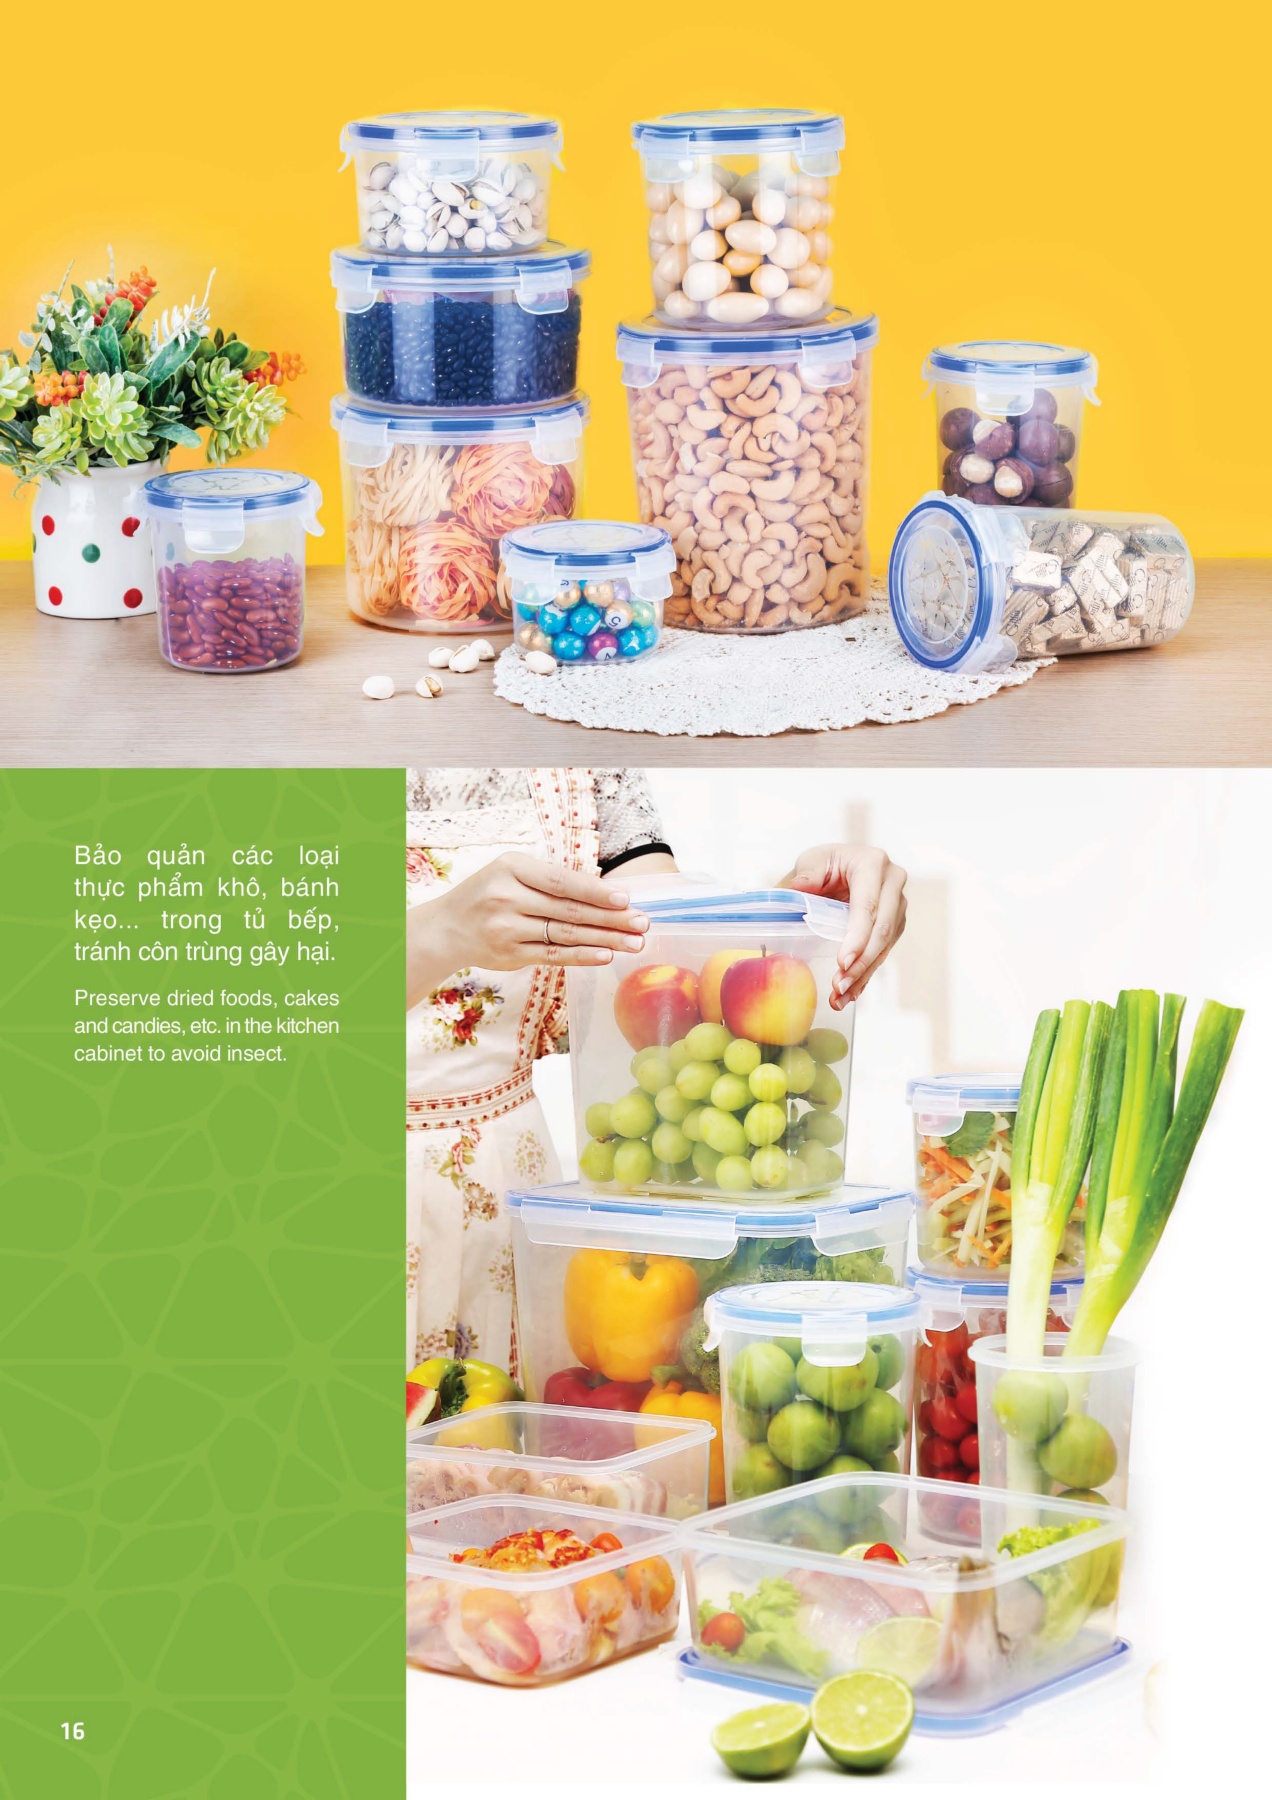 Bảo quản các loại
thực phẩm khô, bánh
kẹo... trong tủ bếp,
tránh côn trùng gây hại.
Preserve dried foods, cakes
and candies, etc. in the kitchen
cabinet to avoid insect.
16